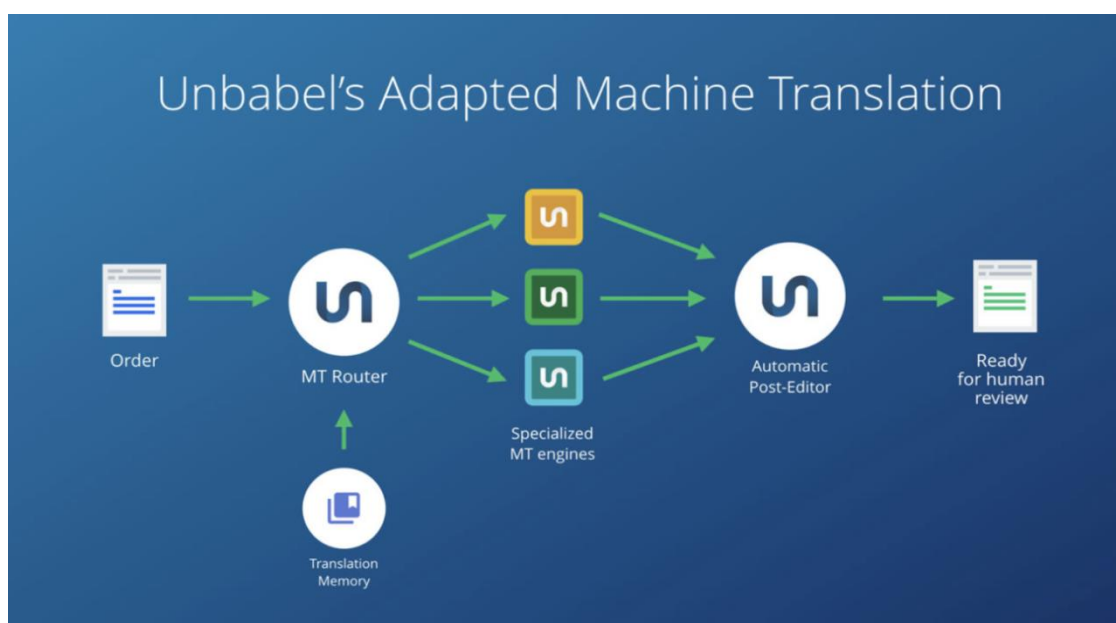 Unbabel's Adapted Machine Translation
Order
MT Router
Translation
Memory
Specialized
MT engines
Automatic
Post-Editor
Ready
for human
review